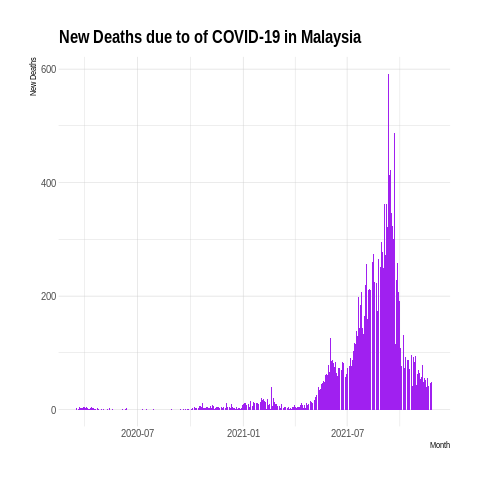 New Deaths due to of COVID-19 in Malaysia
New Deaths
600
400
200
0
2020-07
2021-01
2021-07
Month